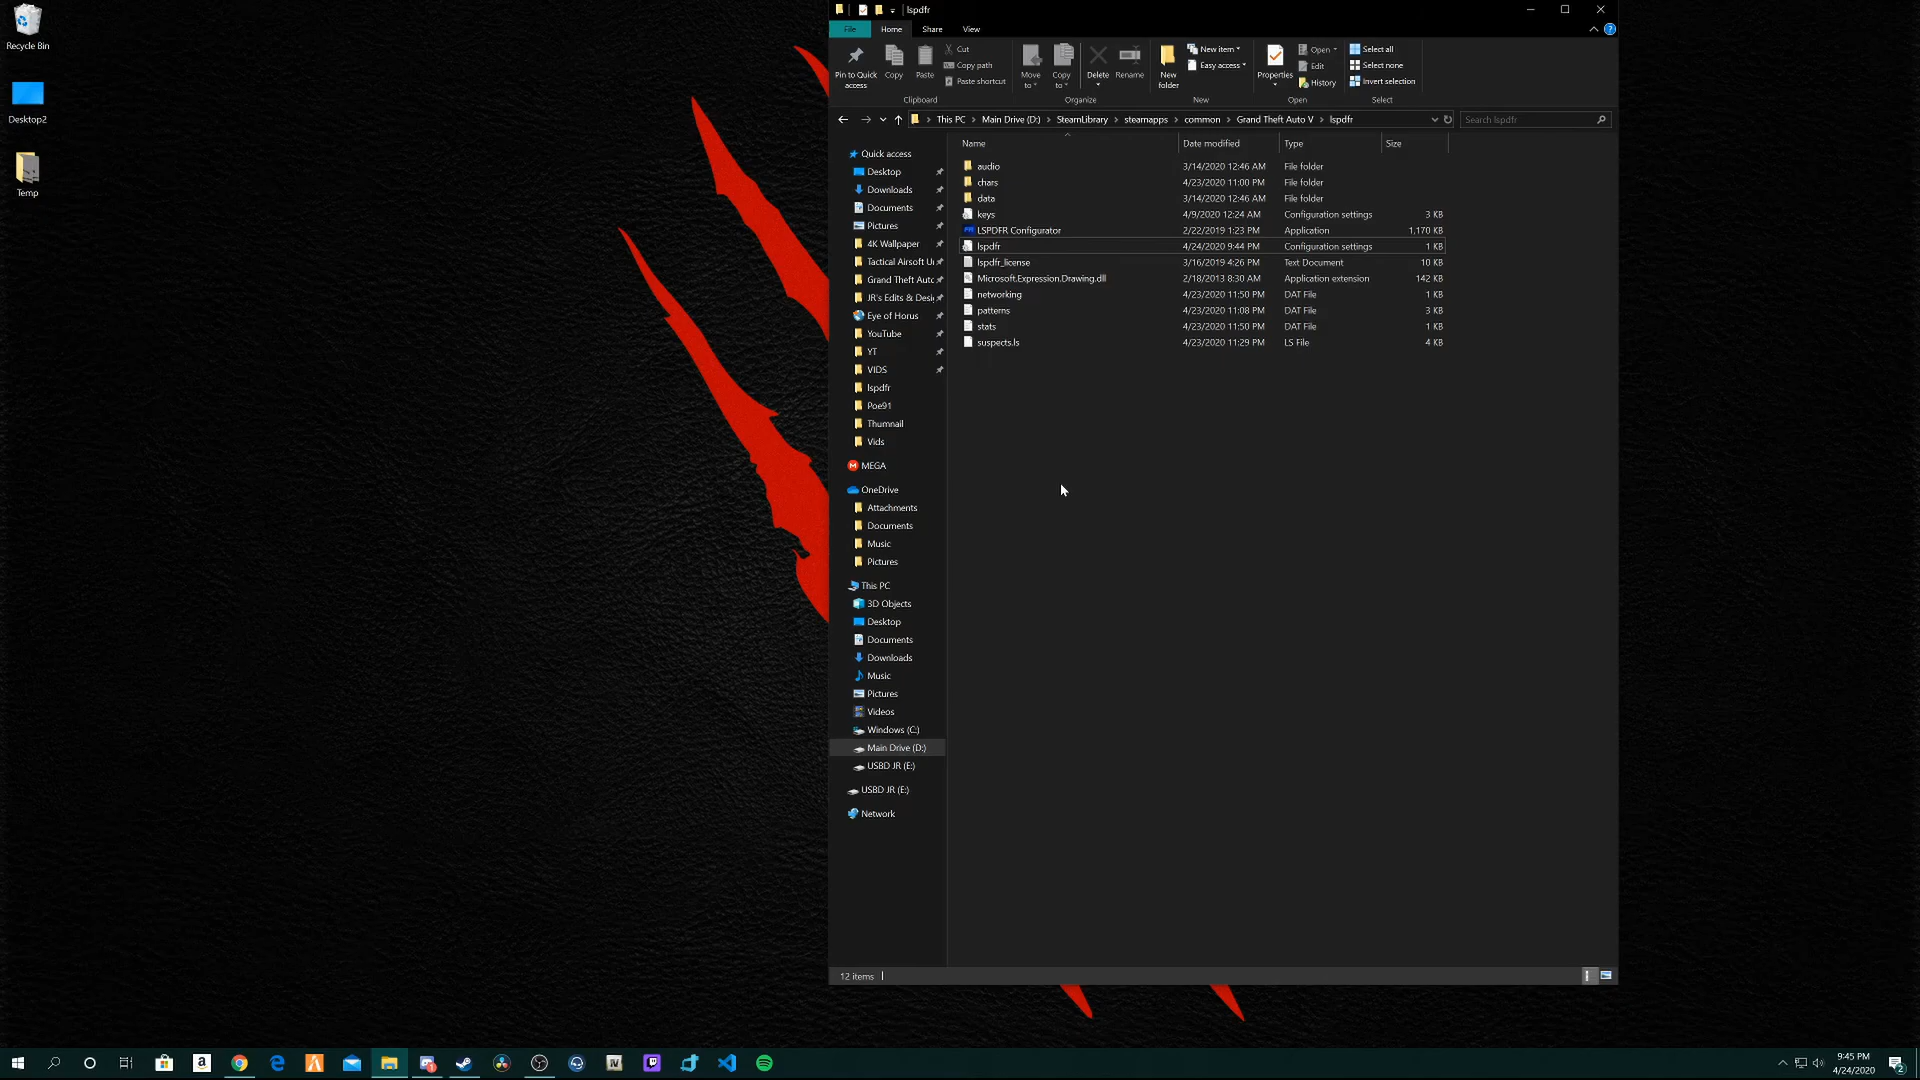 Recycle Bin
Desktop2
Temp
lspdfr
File
Home
Share
View
Pin to Quick access
Copy
Paste
Cut
Copy path
Paste shortcut
Clipboard
Move to
Copy to
Delete
Rename
Organize
New folder
New item
Easy access
New
Properties
Open
Edit
History
Open
Select all
Select none
Invert selection
Select
This PC
Main Drive (D:)
SteamLibrary
steamapps
common
Grand Theft Auto V
lspdfr
Search lspdfr
Name Date modified Type Size
audio 3/14/2020 12:46 AM File folder
chars 4/23/2020 11:00 PM File folder
data 3/14/2020 12:46 AM File folder
keys 4/9/2020 12:24 AM Configuration settings 3 KB
LSPDFR Configurator 2/22/2019 1:23 PM Application 1,170 KB
lspdfr 4/24/2020 9:44 PM Configuration settings 1 KB
lspdfr_license 3/16/2019 4:26 PM Text Document 10 KB
Microsoft.Expression.Drawing.dll 2/18/2013 8:30 AM Application extension 142 KB
networking 4/23/2020 11:50 PM DAT File 1 KB
patterns 4/23/2020 11:08 PM DAT File 3 KB
stats 4/23/2020 11:50 PM DAT File 1 KB
suspects.ls 4/23/2020 11:29 PM LS File 4 KB
Quick access
Desktop
Downloads
Documents
Pictures
4K Wallpaper
Tactical Airsoft
Grand Theft Auto
JR's Edits &
Eye of Horus
YouTube
YT
VIDS
lspdfr
Poe91
Thumnail
Vids
MEGA
OneDrive
Attachments
Documents
Music
Pictures
This PC
3D Objects
Desktop
Documents
Downloads
Music
Pictures
Videos
Windows (C:)
Main Drive (D:)
USBD JR (E:)
USBD JR (E:)
Network
12 items
9:45 PM
4/24/2020